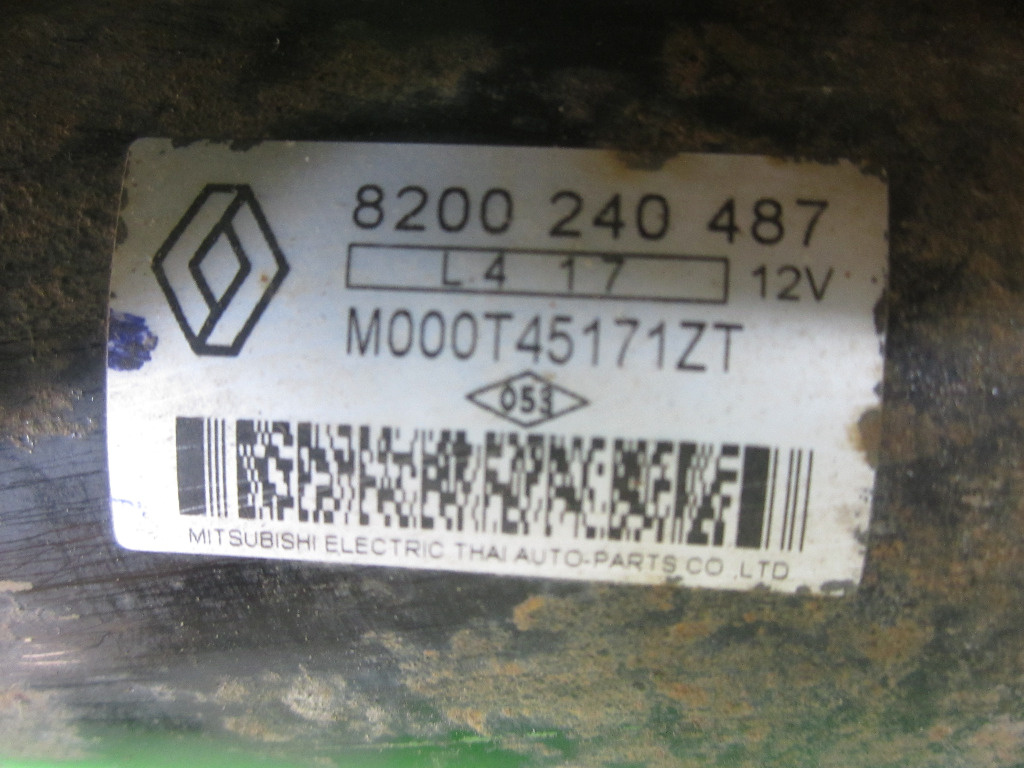 8200 240 487
L4 17 12V
M000T45171ZT
053
MITSUBISHI ELECTRIC THAI AUTO-PARTS CO.,LTD